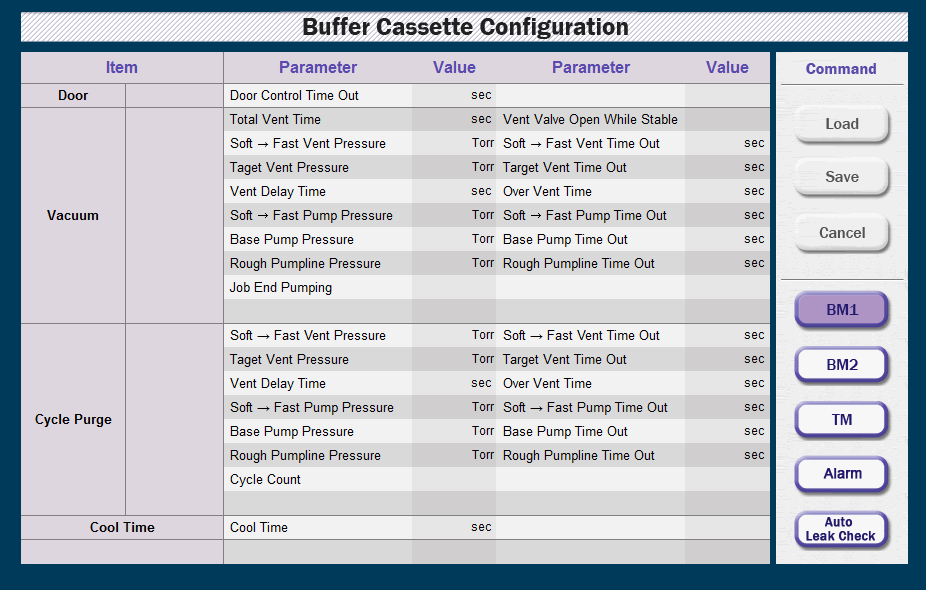 Buffer Cassette Configuration
Item Parameter Value Parameter Value
Door Door Control Time Out sec
Vacuum
Total Vent Time sec Vent Valve Open While Stable
Soft → Fast Vent Pressure Torr Soft → Fast Vent Time Out sec
Taget Vent Pressure Torr Target Vent Time Out sec
Vent Delay Time sec Over Vent Time sec
Soft → Fast Pump Pressure Torr Soft → Fast Pump Time Out sec
Base Pump Pressure Torr Base Pump Time Out sec
Rough Pumpline Pressure Torr Rough Pumpline Time Out sec
Job End Pumping
Cycle Purge
Soft → Fast Vent Pressure Torr Soft → Fast Vent Time Out sec
Taget Vent Pressure Torr Target Vent Time Out sec
Vent Delay Time sec Over Vent Time sec
Soft → Fast Pump Pressure Torr Soft → Fast Pump Time Out sec
Base Pump Pressure Torr Base Pump Time Out sec
Rough Pumpline Pressure Torr Rough Pumpline Time Out sec
Cycle Count
Cool Time Cool Time sec
Command
Load
Save
Cancel
BM1
BM2
TM
Alarm
Auto
Leak Check